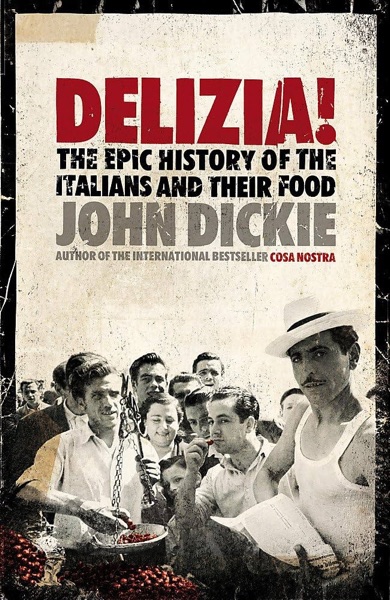 DELIZIA!
THE EPIC HISTORY OF THE
ITALIANS AND THEIR FOOD
JOHN DICKIE
AUTHOR OF THE INTERNATIONAL BESTSELLER COSA NOSTRA